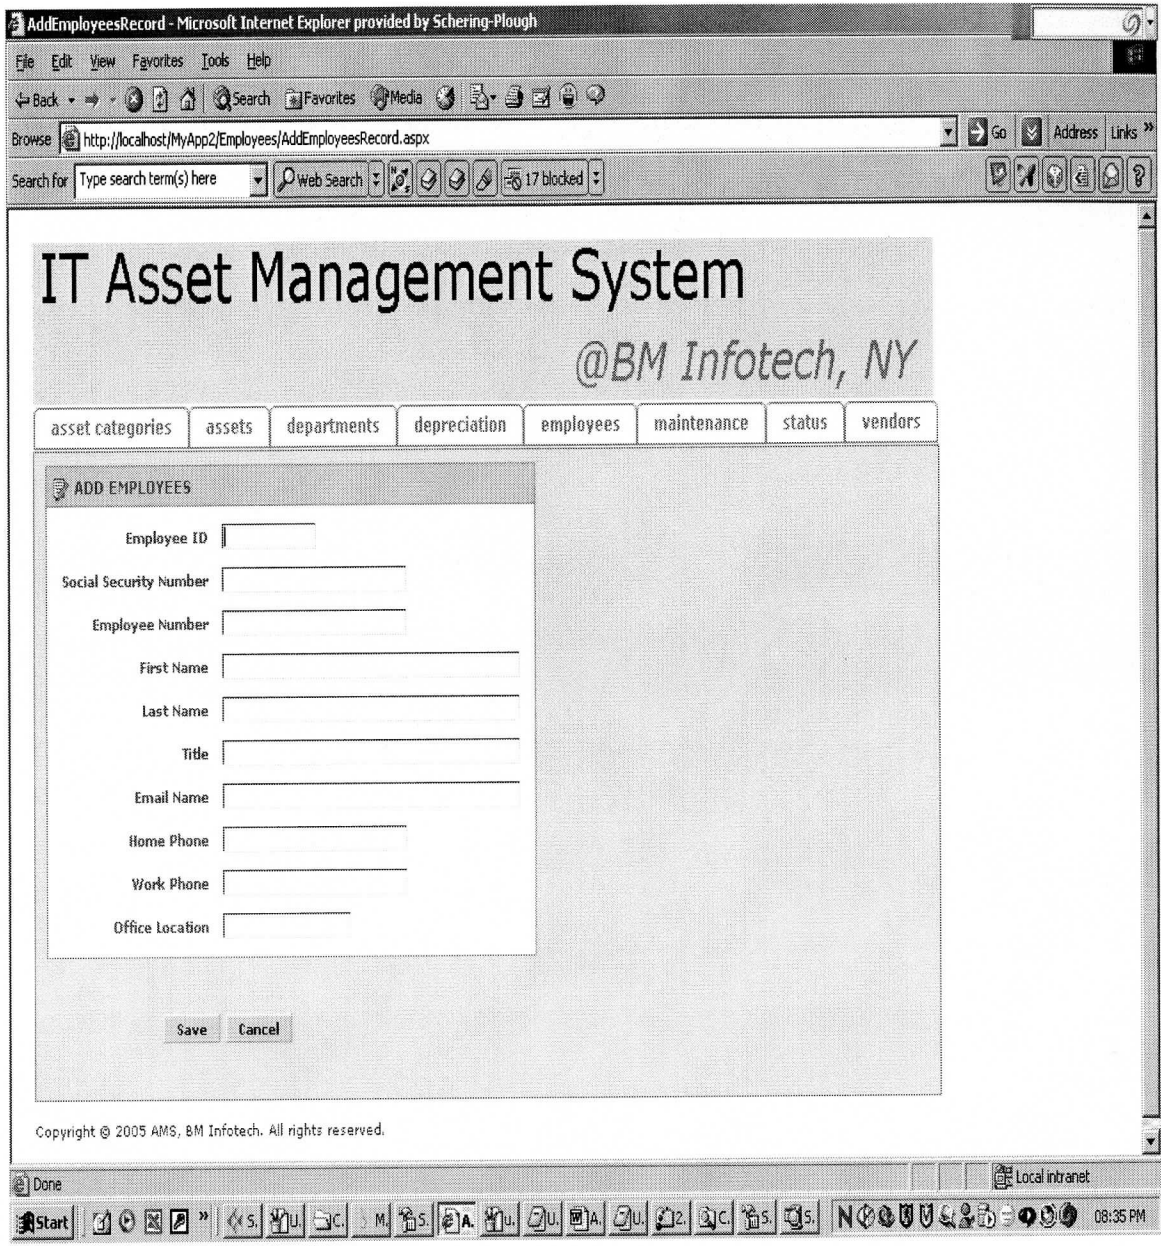 AddEmployeesRecord - Microsoft Internet Explorer provided by Schering-Plough
File Edit View Favorites Tools Help
Back Search Favorites Media
Browse http://localhost/MyApp2/Employees/AddEmployeesRecord.aspx Go Address Links »
Search for Type search term(s) here Web Search 17 blocked
IT Asset Management System
@BM Infotech, NY
asset categories assets departments depreciation employees maintenance status vendors
ADD EMPLOYEES
Employee ID
Social Security Number
Employee Number
First Name
Last Name
Title
Email Name
Home Phone
Work Phone
Office Location
Save Cancel
Copyright © 2005 AMS, BM Infotech. All rights reserved.
Done Local intranet
Start » S. U. C. M. S. A. U. U. A. U. 2. C. S. S. 08:35 PM